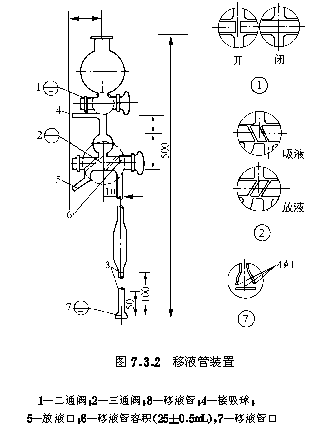 1
4
2
5
6
10
500
3
100
50
7
开 闭
①
吸液
放液
②
4φ1
⑦
图 7.3.2 移液管装置
1—二通阀;2—三通阀;3—移液管;4—接吸球;
5—放液口;6—移液管容积(25±0.5mL);7—移液管口